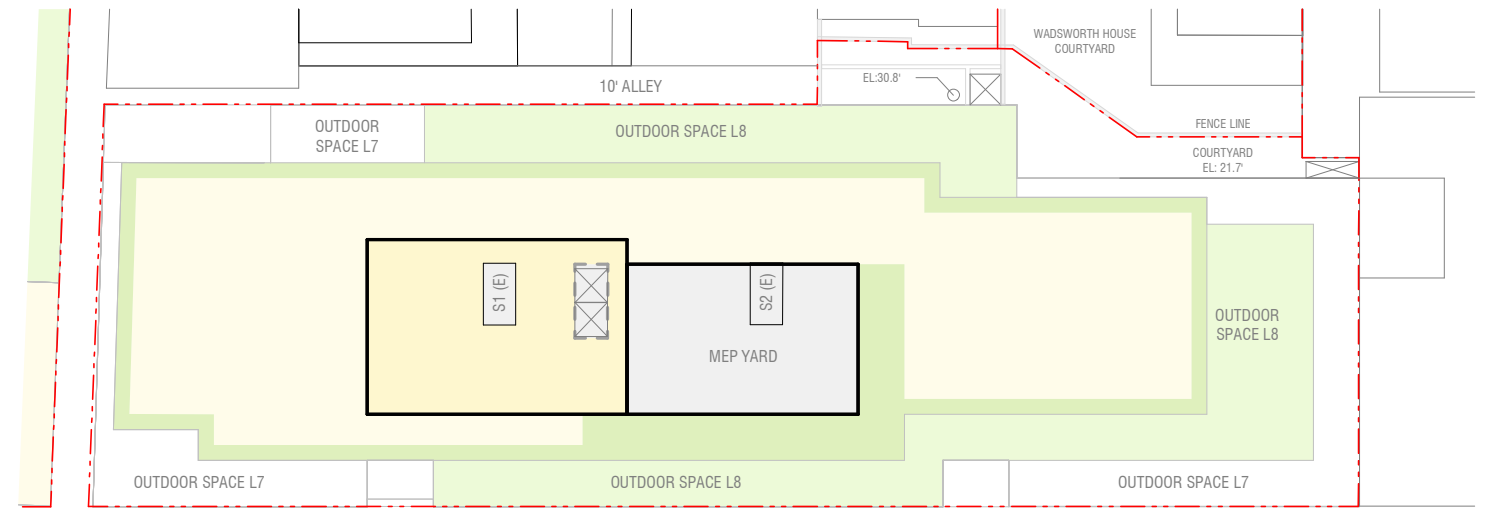 WADSWORTH HOUSE
COURTYARD
EL:30.8'
10' ALLEY
OUTDOOR
SPACE L7
OUTDOOR SPACE L8
FENCE LINE
COURTYARD
EL: 21.7'
S1 (E)
S2 (E)
MEP YARD
OUTDOOR
SPACE L8
OUTDOOR SPACE L7
OUTDOOR SPACE L8
OUTDOOR SPACE L7